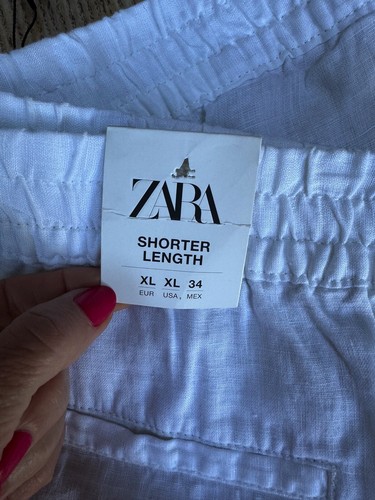 ZARA
SHORTER
LENGTH
XL XL 34
EUR USA, MEX